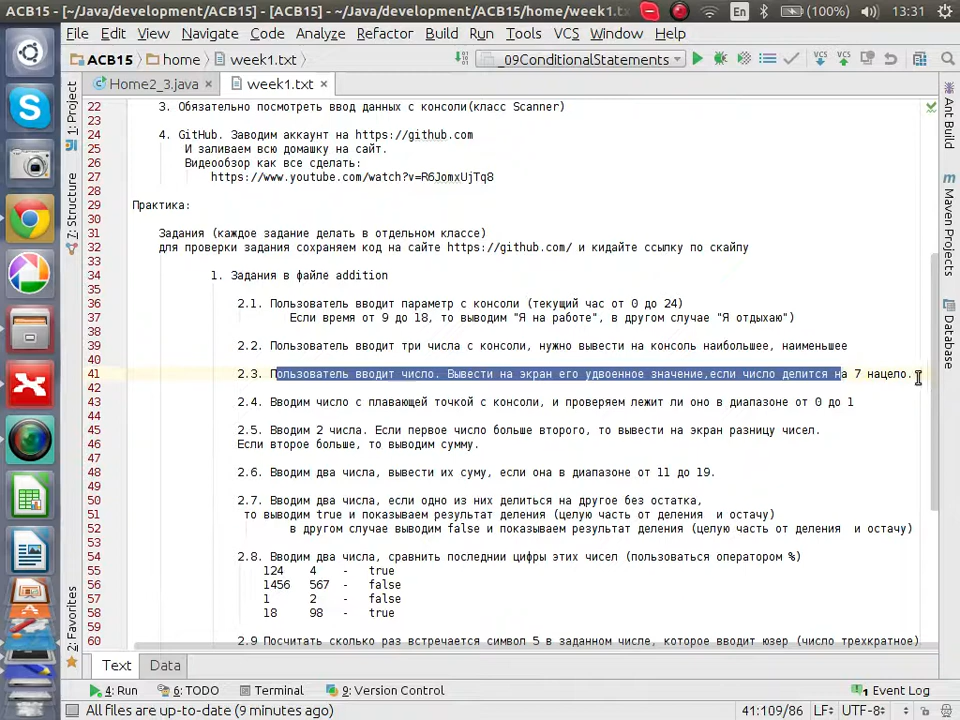 ACB15 - [~/Java/development/ACB15] - [ACB15] - ~/Java/development/ACB15/home/week1.tx
En (100%) 13:31
File Edit View Navigate Code Analyze Refactor Build Run Tools VCS Window Help
ACB15 home week1.txt _09ConditionalStatements VCS VCS
Home2_3.java × week1.txt ×
1: Project
7: Structure
2: Favorites
22 3. Обязательно посмотреть ввод данных с консоли(класс Scanner)
23
24 4. GitHub. Заводим аккаунт на https://github.com
25 И заливаем всю домашку на сайт.
26 Видеообзор как все сделать:
27 https://www.youtube.com/watch?v=R6JomxUjTq8
28
29 Практика:
30
31 Задания (каждое задание делать в отдельном классе)
32 для проверки задания сохраняем код на сайте https://github.com/ и кидайте ссылку по скайпу
33
34 1. Задания в файле addition
35
36 2.1. Пользователь вводит параметр с консоли (текущий час от 0 до 24)
37 Если время от 9 до 18, то выводим "Я на работе", в другом случае "Я отдыхаю")
38
39 2.2. Пользователь вводит три числа с консоли, нужно вывести на консоль наибольшее, наименьшее
40
41 2.3. Пользователь вводит число. Вывести на экран его удвоенное значение,если число делится на 7 нацело.
42
43 2.4. Вводим число с плавающей точкой с консоли, и проверяем лежит ли оно в диапазоне от 0 до 1
44
45 2.5. Вводим 2 числа. Если первое число больше второго, то вывести на экран разницу чисел.
46 Если второе больше, то выводим сумму.
47
48 2.6. Вводим два числа, вывести их сумму, если она в диапазоне от 11 до 19.
49
50 2.7. Вводим два числа, если одно из них делиться на другое без остатка,
51 то выводим true и показываем результат деления (целую часть от деления и остачу)
52 в другом случае выводим false и показываем результат деления (целую часть от деления и остачу)
53
54 2.8. Вводим два числа, сравнить последнии цифры этих чисел (пользоваться оператором %)
55 124 4 - true
56 1456 567 - false
57 1 2 - false
58 18 98 - true
59
60 2.9 Посчитать сколько раз встречается символ 5 в заданном числе, которое вводит юзер (число трехкратное)
Ant Build
m Maven Projects
Database
Text Data
4: Run 6: TODO Terminal 9: Version Control 1 Event Log
All files are up-to-date (9 minutes ago) 41:109/86 LF UTF-8